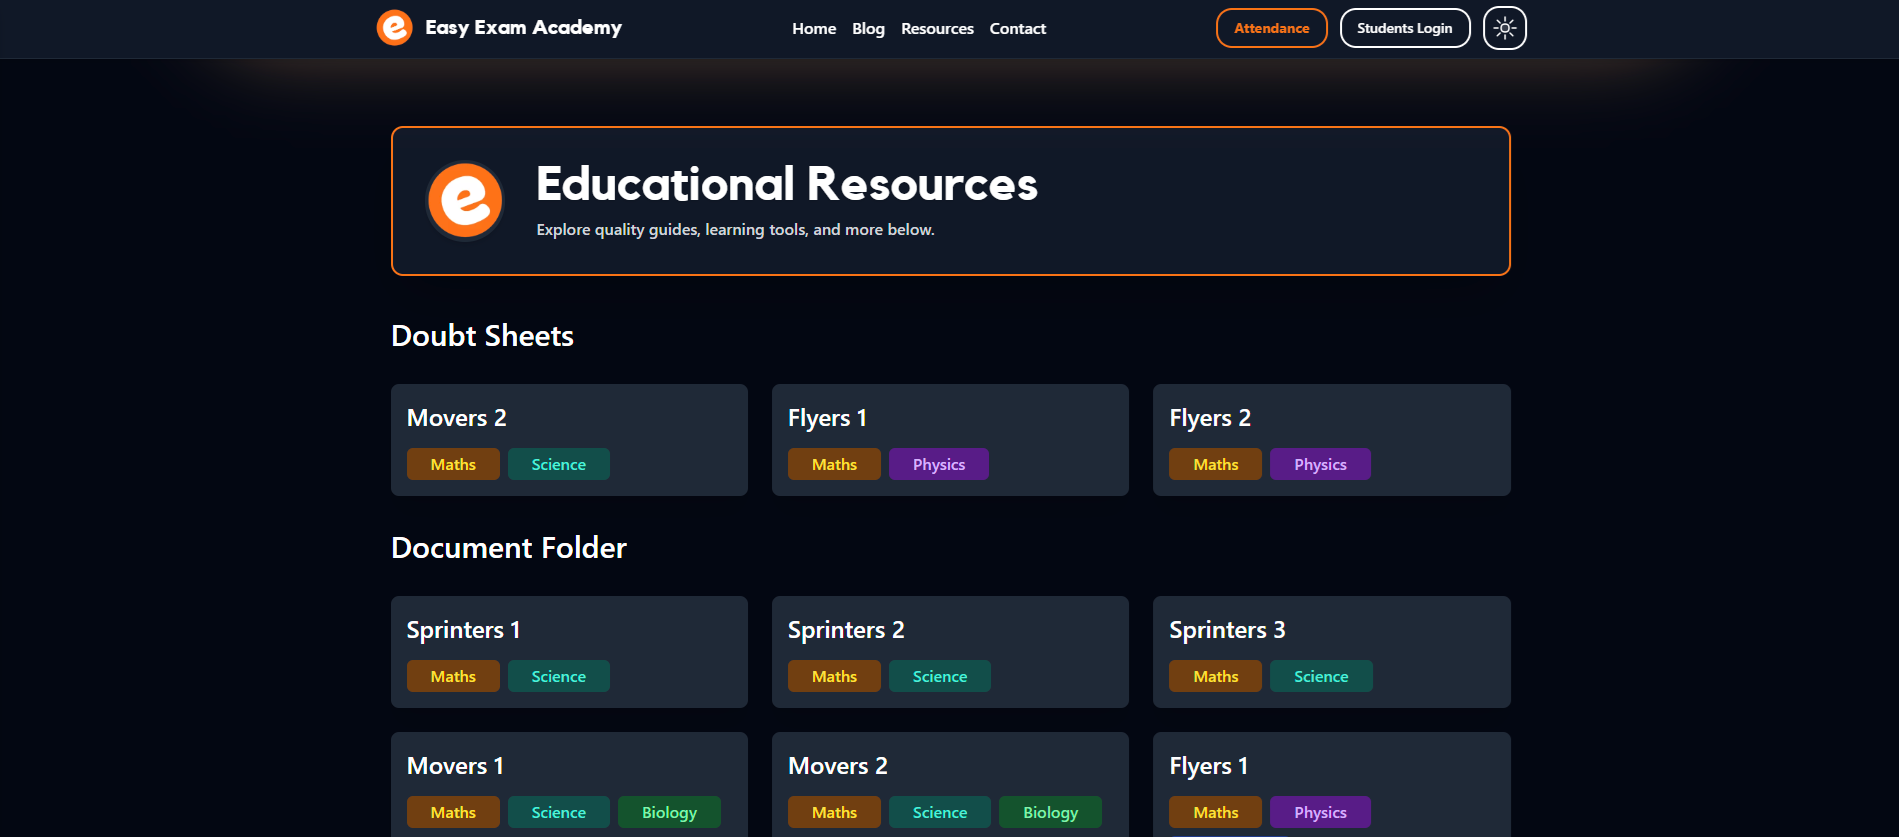 Easy Exam Academy
Home Blog Resources Contact
Attendance
Students Login
Educational Resources
Explore quality guides, learning tools, and more below.
Doubt Sheets
Movers 2
Maths Science
Flyers 1
Maths Physics
Flyers 2
Maths Physics
Document Folder
Sprinters 1
Maths Science
Sprinters 2
Maths Science
Sprinters 3
Maths Science
Movers 1
Maths Science Biology
Movers 2
Maths Science Biology
Flyers 1
Maths Physics